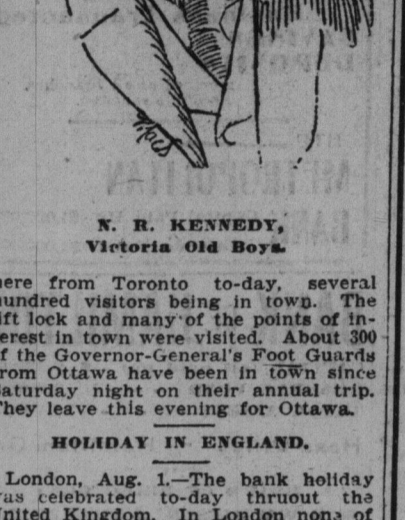 N. R. KENNEDY,
Victoria Old Boys.
here from Toronto to-day, several
hundred visitors being in town. The
lift lock and many of the points of in-
terest in town were visited. About 300
of the Governor-General's Foot Guards
from Ottawa have been in town since
Saturday night on their annual trip.
They leave this evening for Ottawa.
HOLIDAY IN ENGLAND.
London, Aug. 1.—The bank holiday
was celebrated to-day thruout the
United Kingdom. In London none of